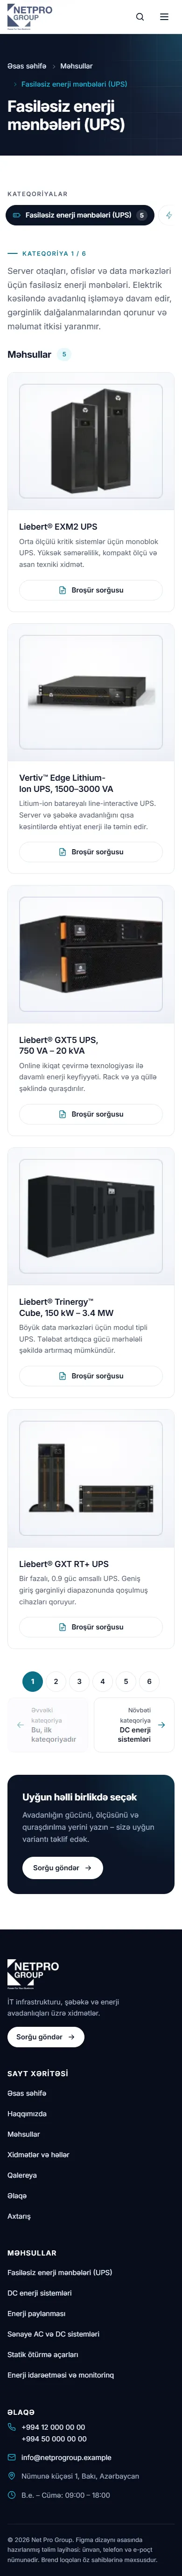 NETPRO
GROUP
Əsas səhifə › Məhsullar
› Fasiləsiz enerji mənbələri (UPS)
Fasiləsiz enerji
mənbələri (UPS)
KATEQORİYALAR
Fasiləsiz enerji mənbələri (UPS) 5
KATEQORİYA 1 / 6
Server otaqları, ofislər və data mərkəzləri
üçün fasiləsiz enerji mənbələri. Elektrik
kəsildikdə avadanlıq işləməyə davam edir,
gərginlik dalğalanmalarından qorunur və
məlumat itkisi yaranmır.
Məhsullar 5
Liebert® EXM2 UPS
Orta ölçülü kritik sistemlər üçün monoblok
UPS. Yüksək səmərəlilik, kompakt ölçü və
asan texniki xidmət.
Broşür sorğusu
Vertiv™ Edge Lithium-
Ion UPS, 1500–3000 VA
Litium-ion batareyalı line-interactive UPS.
Server və şəbəkə avadanlığını qısa
kəsintilərdə ehtiyat enerji ilə təmin edir.
Broşür sorğusu
Liebert® GXT5 UPS,
750 VA – 20 kVA
Online ikiqat çevirmə texnologiyası ilə
davamlı enerji keyfiyyəti. Rack və ya qüllə
şəklində quraşdırılır.
Broşür sorğusu
Liebert® Trinergy™
Cube, 150 kW – 3.4 MW
Böyük data mərkəzləri üçün modul tipli
UPS. Tələbat artdıqca gücü mərhələli
şəkildə artırmaq mümkündür.
Broşür sorğusu
Liebert® GXT RT+ UPS
Bir fazalı, 0.9 güc əmsallı UPS. Geniş
giriş gərginliyi diapazonunda qoşulmuş
cihazları qoruyur.
Broşür sorğusu
1 2 3 4 5 6
Əvvəlki
kateqoriya
Bu, ilk
kateqoriyadır
Növbəti
kateqoriya
DC enerji
sistemləri
Uyğun həlli birlikdə seçək
Avadanlığın gücünü, ölçüsünü və
quraşdırılma yerini yazın – sizə uyğun
variantı təklif edək.
Sorğu göndər →
NETPRO
GROUP
İT infrastrukturu, şəbəkə və enerji
avadanlıqları üzrə mərkəziniz.
Sorğu göndər →
SAYT XƏRİTƏSİ
Əsas səhifə
Haqqımızda
Məhsullar
Xidmətlər və həllər
Qalereya
Əlaqə
Axtarış
MƏHSULLAR
Fasiləsiz enerji mənbələri (UPS)
DC enerji sistemləri
Enerji paylanması
Sənaye AC və DC sistemləri
Statik ötürmə açarları
Enerji idarəetməsi və monitorinq
ƏLAQƏ
+994 12 000 00 00
+994 50 000 00 00
info@netprogroup.example
Nümunə küçəsi 1, Bakı, Azərbaycan
B.e. – Cümə: 09:00 – 18:00
© 2026 Net Pro Group. Figma dizayn əsasında
hazırlanmış təlim layihəsi: ünvan, telefon və e-poçt
nümunədir. Brend loqoları öz sahiblərinə məxsusdur.